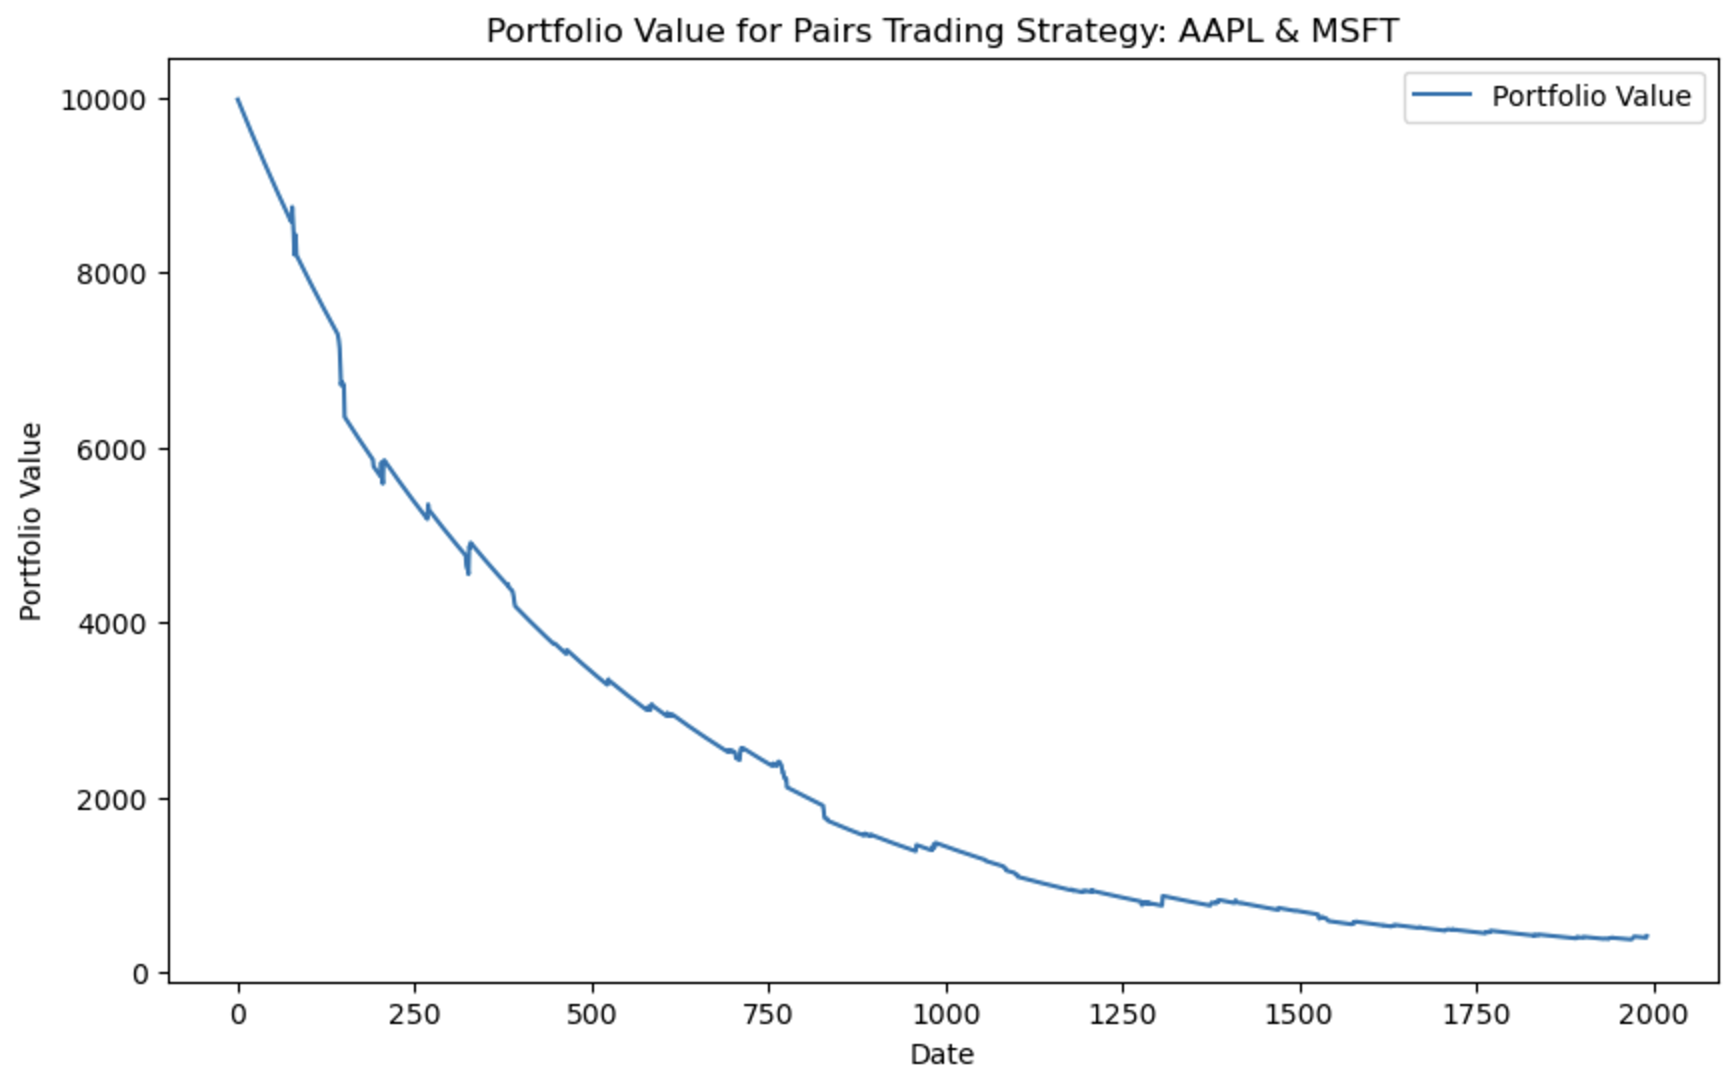 Portfolio Value for Pairs Trading Strategy: AAPL & MSFT
Portfolio Value
10000
8000
6000
4000
2000
0
Portfolio Value
0 250 500 750 1000 1250 1500 1750 2000
Date